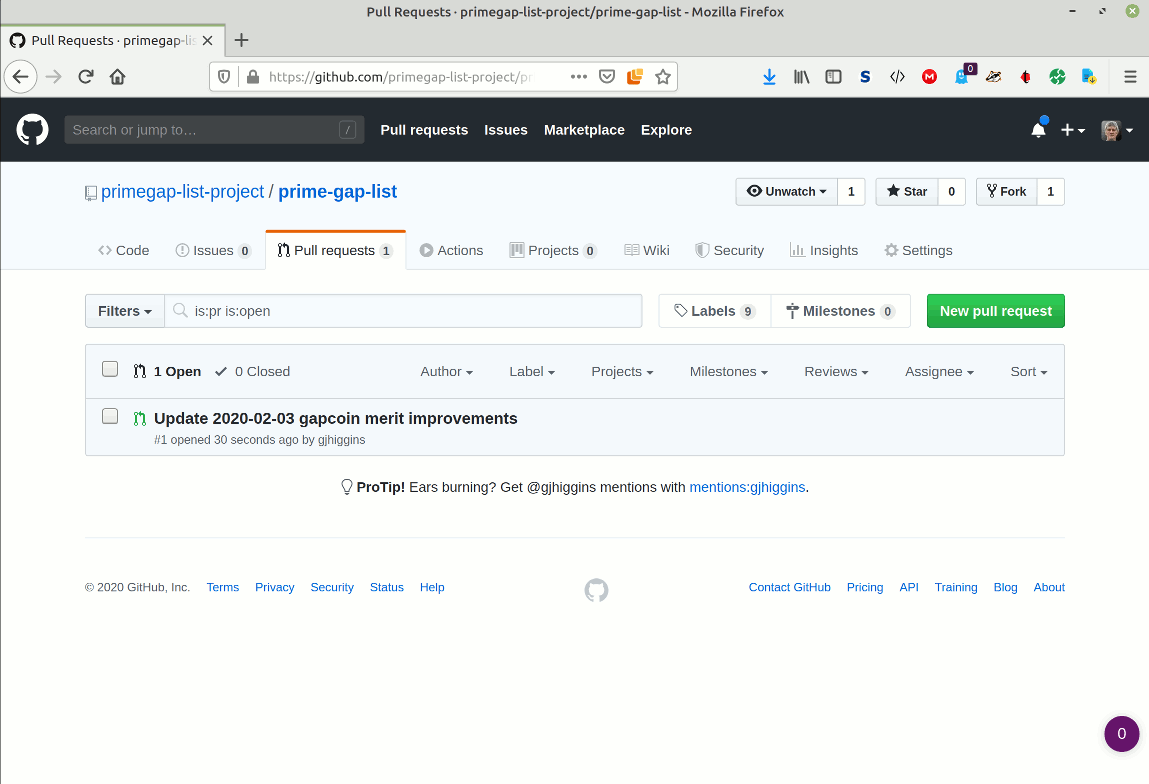 Pull Requests · primegap-list-project/prime-gap-list - Mozilla Firefox
Pull Requests · primegap-lis
https://github.com/primegap-list-project/pr
S </> M 0
Search or jump to… /
Pull requests Issues Marketplace Explore
primegap-list-project / prime-gap-list
Unwatch 1 Star 0 Fork 1
Code Issues 0 Pull requests 1 Actions Projects 0 Wiki Security Insights Settings
Filters is:pr is:open Labels 9 Milestones 0 New pull request
1 Open 0 Closed Author Label Projects Milestones Reviews Assignee Sort
Update 2020-02-03 gapcoin merit improvements
#1 opened 30 seconds ago by gjhiggins
ProTip! Ears burning? Get @gjhiggins mentions with mentions:gjhiggins.
© 2020 GitHub, Inc. Terms Privacy Security Status Help Contact GitHub Pricing API Training Blog About
0